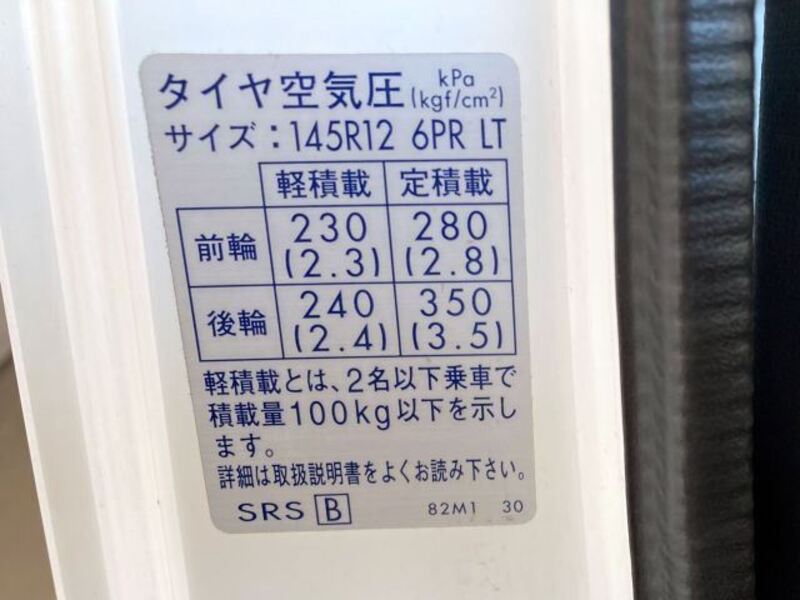 タイヤ空気圧 kPa (kgf/cm²)
サイズ：145R12 6PR LT
軽積載 定積載
前輪 230 (2.3) 280 (2.8)
後輪 240 (2.4) 350 (3.5)
軽積載とは、2名以下乗車で
積載量100kg以下を示し
ます。
詳細は取扱説明書をよくお読み下さい。
SRS B 82M1 30